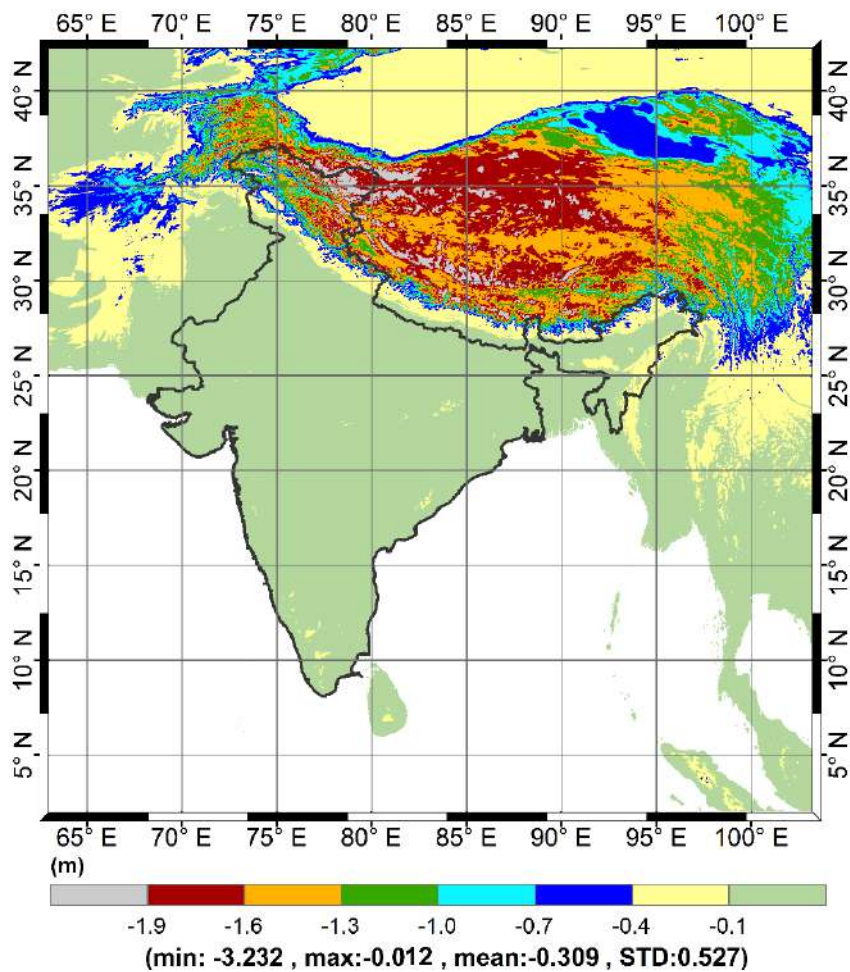 65° E 70° E 75° E 80° E 85° E 90° E 95° E 100° E
40° N 40° N
35° N 35° N
30° N 30° N
25° N 25° N
20° N 20° N
15° N 15° N
10° N 10° N
5° N 5° N
65° E 70° E 75° E 80° E 85° E 90° E 95° E 100° E
(m)
-1.9 -1.6 -1.3 -1.0 -0.7 -0.4 -0.1
(min: -3.232 , max:-0.012 , mean:-0.309 , STD:0.527)